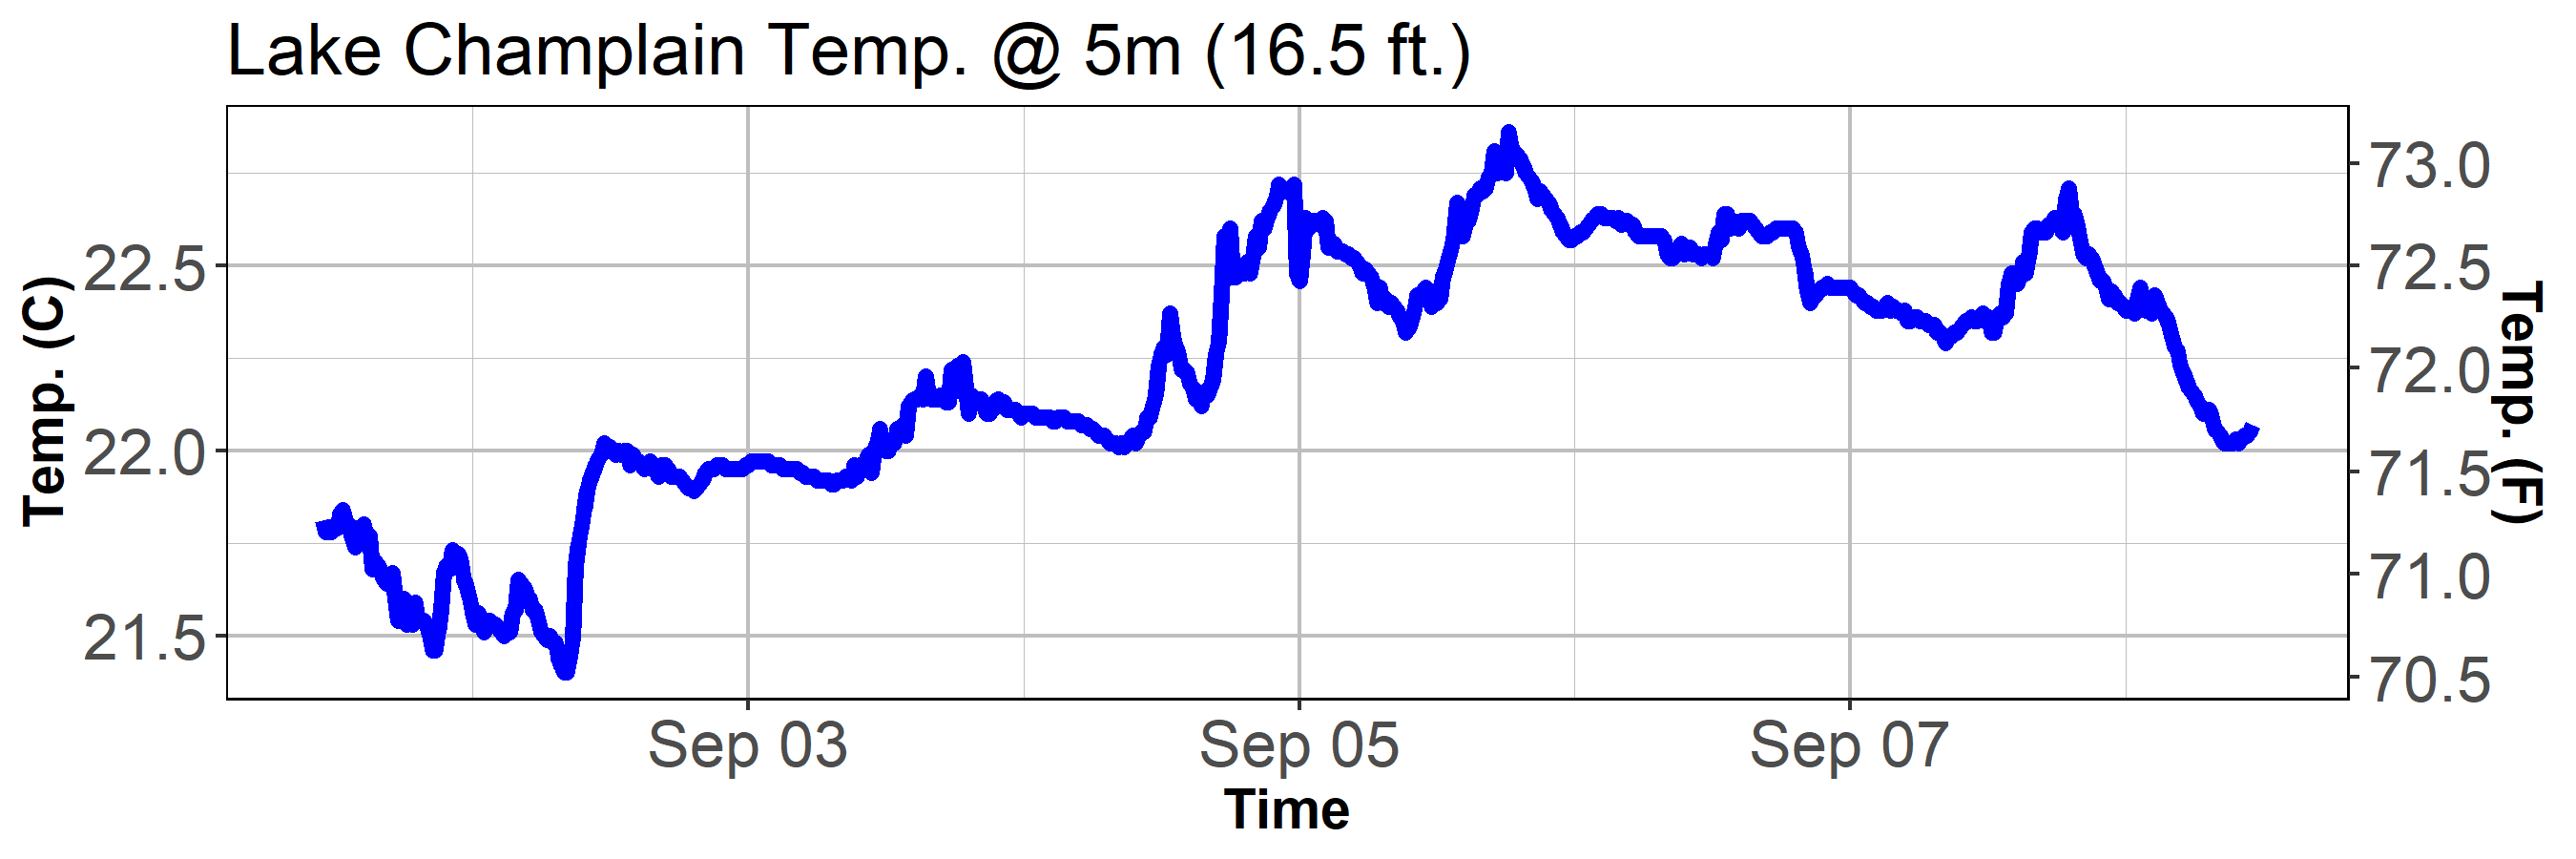 Lake Champlain Temp. @ 5m (16.5 ft.)
Temp. (C)
22.5
22.0
21.5
73.0
72.5
72.0
71.5
71.0
70.5
Temp. (F)
Sep 03 Sep 05 Sep 07
Time